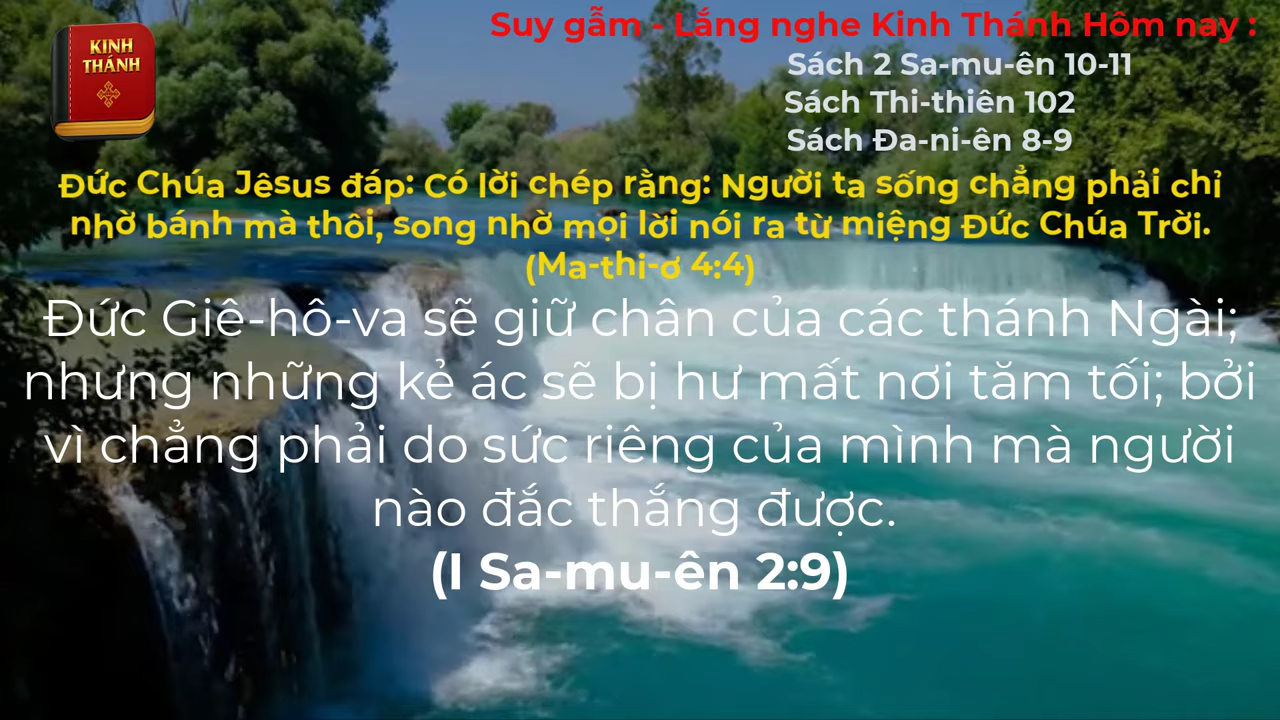 KINH
THÁNH
Suy gẫm - Lắng nghe Kinh Thánh Hôm nay :
Sách 2 Sa-mu-ên 10-11
Sách Thi-thiên 102
Sách Đa-ni-ên 8-9
Đức Chúa Jêsus đáp: Có lời chép rằng: Người ta sống chẳng phải chỉ
nhờ bánh mà thôi, song nhờ mọi lời nói ra từ miệng Đức Chúa Trời.
(Ma-thi-ơ 4:4)
Đức Giê-hô-va sẽ giữ chân của các thánh Ngài;
nhưng những kẻ ác sẽ bị hư mất nơi tăm tối; bởi
vì chẳng phải do sức riêng của mình mà người
nào đắc thắng được.
(I Sa-mu-ên 2:9)